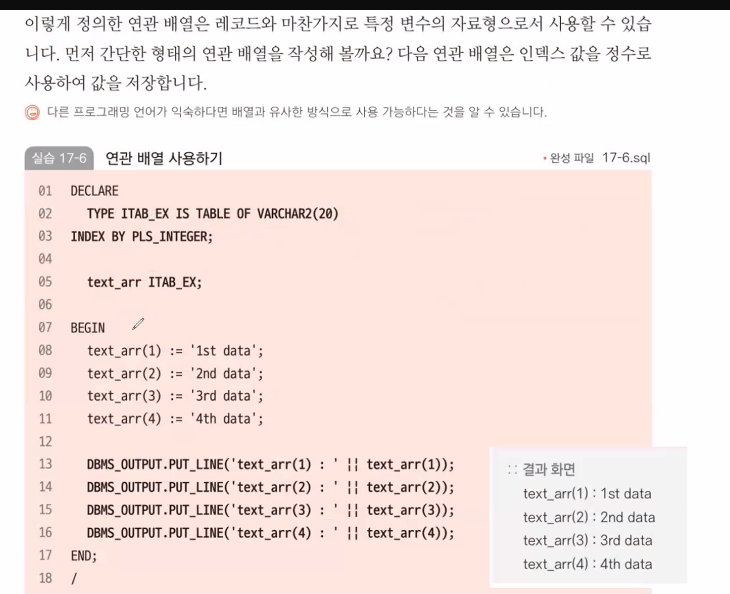 이렇게 정의한 연관 배열은 레코드와 마찬가지로 특정 변수의 자료형으로서 사용할 수 있습
니다. 먼저 간단한 형태의 연관 배열을 작성해 볼까요? 다음 연관 배열은 인덱스 값을 정수로
사용하여 값을 저장합니다.
다른 프로그래밍 언어가 익숙하다면 배열과 유사한 방식으로 사용 가능하다는 것을 알 수 있습니다.
실습 17-6 연관 배열 사용하기 • 완성 파일 17-6.sql
01 DECLARE
02 TYPE ITAB_EX IS TABLE OF VARCHAR2(20)
03 INDEX BY PLS_INTEGER;
04
05 text_arr ITAB_EX;
06
07 BEGIN
08 text_arr(1) := '1st data';
09 text_arr(2) := '2nd data';
10 text_arr(3) := '3rd data';
11 text_arr(4) := '4th data';
12
13 DBMS_OUTPUT.PUT_LINE('text_arr(1) : ' || text_arr(1));
14 DBMS_OUTPUT.PUT_LINE('text_arr(2) : ' || text_arr(2));
15 DBMS_OUTPUT.PUT_LINE('text_arr(3) : ' || text_arr(3));
16 DBMS_OUTPUT.PUT_LINE('text_arr(4) : ' || text_arr(4));
17 END;
18 /
:: 결과 화면
text_arr(1) : 1st data
text_arr(2) : 2nd data
text_arr(3) : 3rd data
text_arr(4) : 4th data